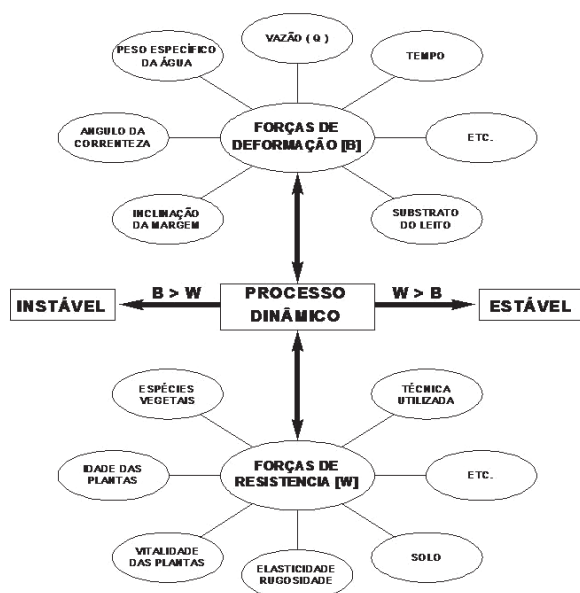 VAZÃO ( Q )
PESO ESPECÍFICO
DA ÁGUA
TEMPO
ANGULO DA
CORRENTEZA
FORÇAS DE
DEFORMAÇÃO [B]
ETC.
INCLINAÇÃO
DA MARGEM
SUBSTRATO
DO LEITO
INSTÁVEL
B > W
PROCESSO
DINÂMICO
W > B
ESTÁVEL
ESPÉCIES
VEGETAIS
TÉCNICA
UTILIZADA
IDADE DAS
PLANTAS
FORÇAS DE
RESISTENCIA [W]
ETC.
VITALIDADE
DAS PLANTAS
ELASTICIDADE
RUGOSIDADE
SOLO